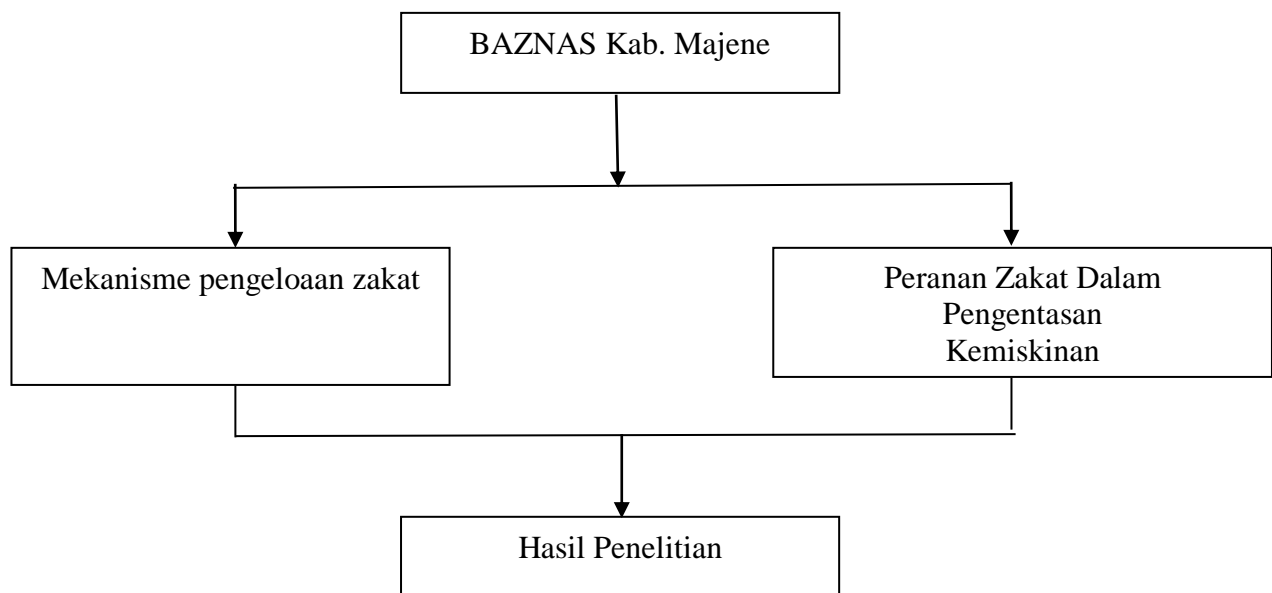 BAZNAS Kab. Majene
Mekanisme pengeloaan zakat
Peranan Zakat Dalam
Pengentasan
Kemiskinan
Hasil Penelitian